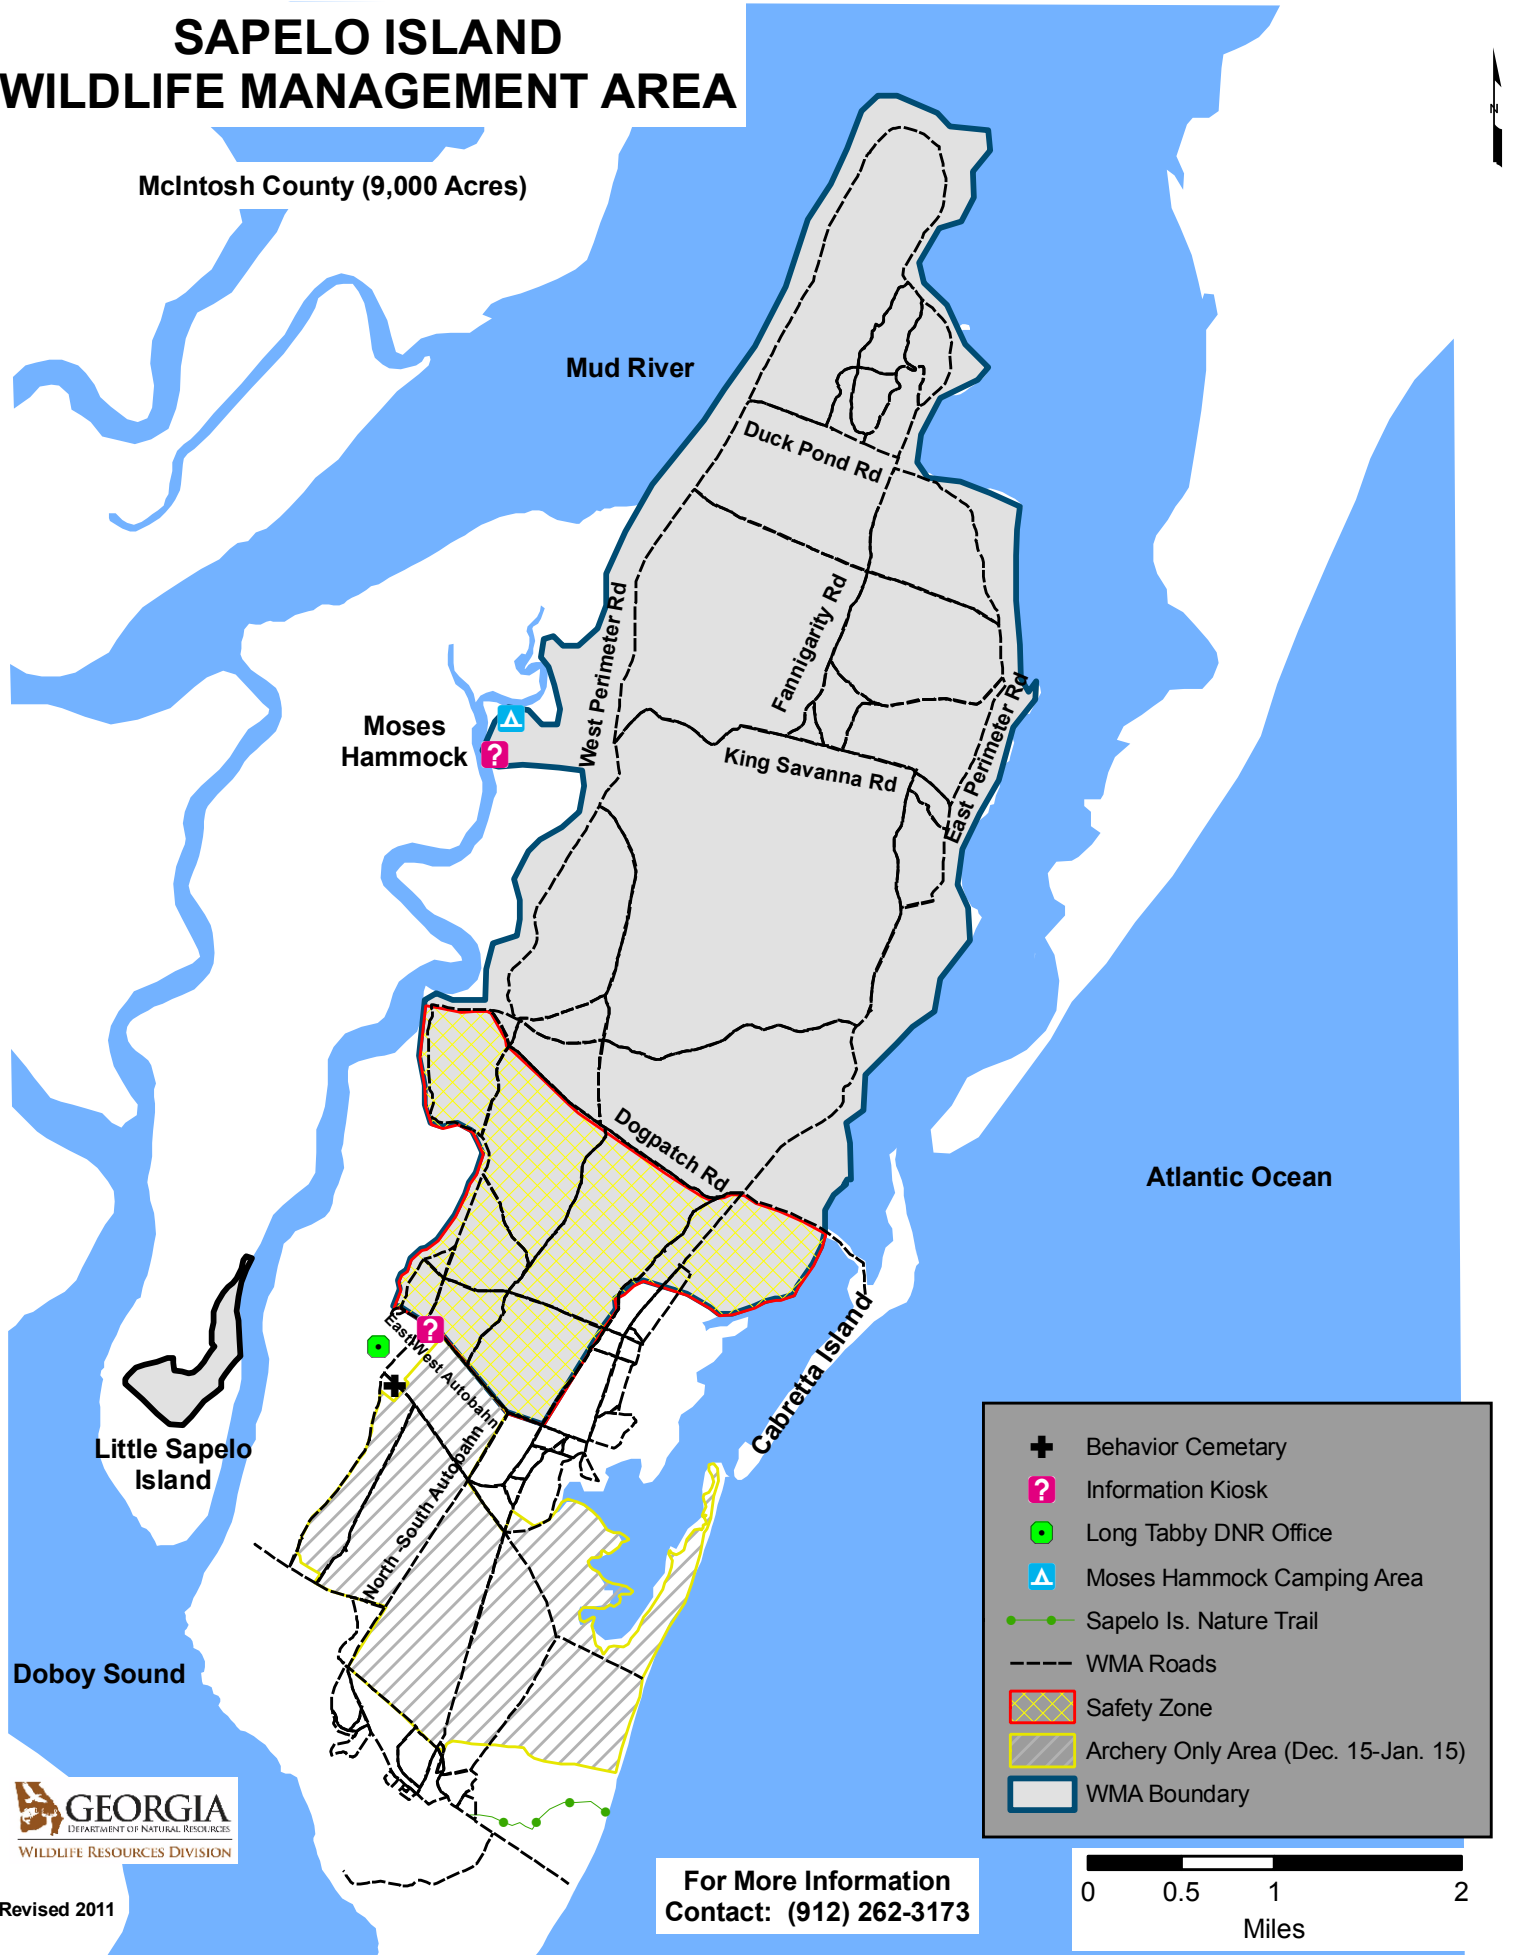 SAPELO ISLAND
WILDLIFE MANAGEMENT AREA
N
McIntosh County (9,000 Acres)
Mud River
Duck Pond Rd
Fannigarity Rd
West Perimeter Rd
East Perimeter Rd
Moses
Hammock
?
King Savanna Rd
Dogpatch Rd
Atlantic Ocean
?
East West Autobahn
Cabretta Island
Little Sapelo
Island
North -South Autobahn
Doboy Sound
Behavior Cemetary
? Information Kiosk
Long Tabby DNR Office
Moses Hammock Camping Area
Sapelo Is. Nature Trail
WMA Roads
Safety Zone
Archery Only Area (Dec. 15-Jan. 15)
WMA Boundary
GEORGIA
DEPARTMENT OF NATURAL RESOURCES
WILDLIFE RESOURCES DIVISION
Revised 2011
For More Information
Contact: (912) 262-3173
0 0.5 1 2
Miles